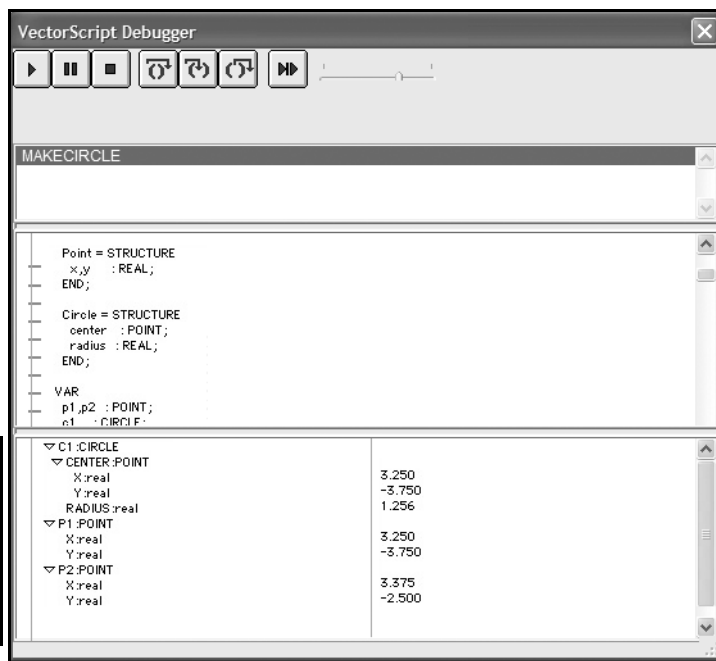 VectorScript Debugger
MAKECIRCLE
Point = STRUCTURE
x,y : REAL;
END;
Circle = STRUCTURE
center : POINT;
radius : REAL;
END;
VAR
p1,p2 : POINT;
c1 : CIRCLE;
C1:CIRCLE
CENTER:POINT
X:real 3.250
Y:real -3.750
RADIUS:real 1.256
P1:POINT
X:real 3.250
Y:real -3.750
P2:POINT
X:real 3.375
Y:real -2.500